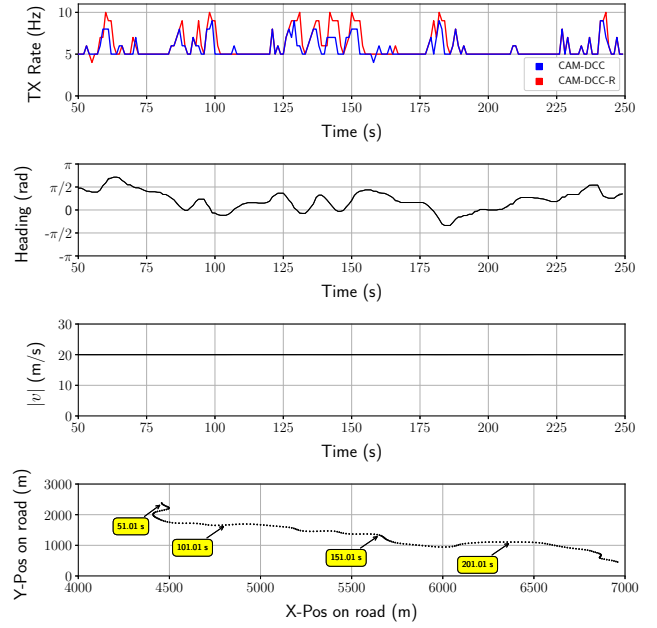 TX Rate (Hz)
10
5
0
50 75 100 125 150 175 200 225 250
CAM-DCC
CAM-DCC-R
Time (s)
Heading (rad)
π
π/2
0
-π/2
-π
50 75 100 125 150 175 200 225 250
Time (s)
|v| (m/s)
30
20
10
0
50 75 100 125 150 175 200 225 250
Time (s)
Y-Pos on road (m)
3000
2000
1000
0
51.01 s
101.01 s
151.01 s
201.01 s
4000 4500 5000 5500 6000 6500 7000
X-Pos on road (m)